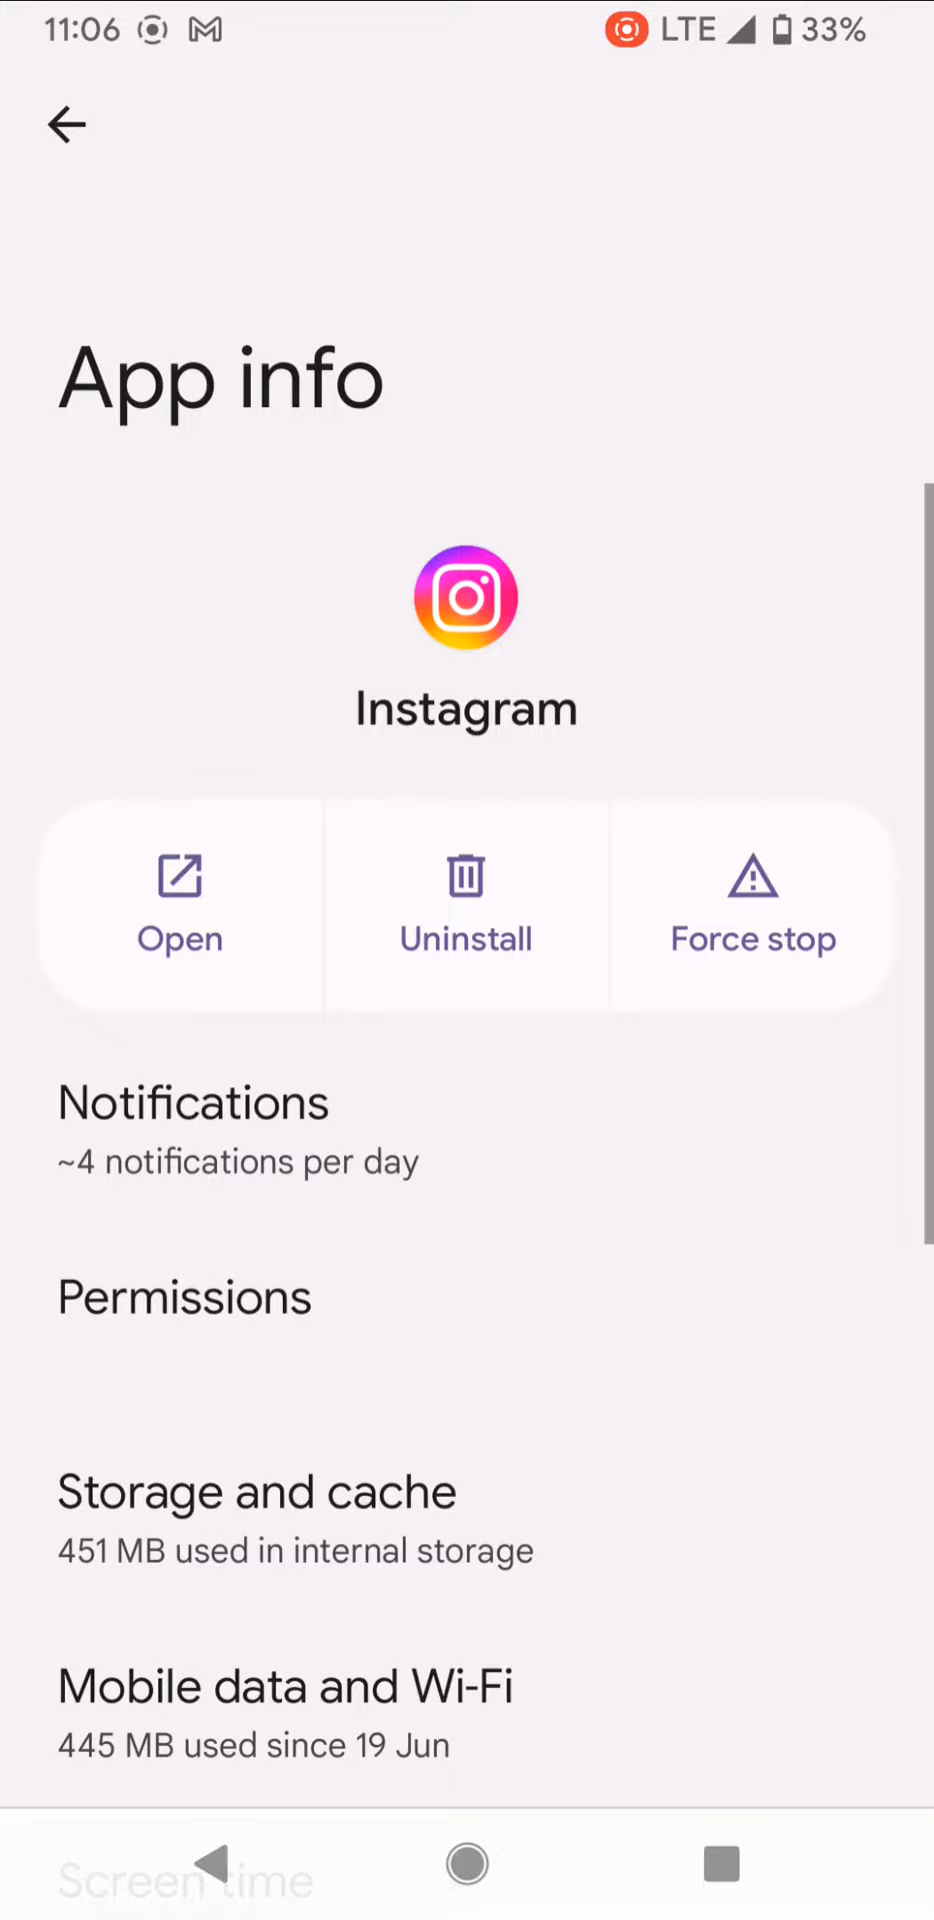 11:06 LTE 33%
App info
Instagram
Open Uninstall Force stop
Notifications
~4 notifications per day
Permissions
Storage and cache
451 MB used in internal storage
Mobile data and Wi-Fi
445 MB used since 19 Jun
Screen time